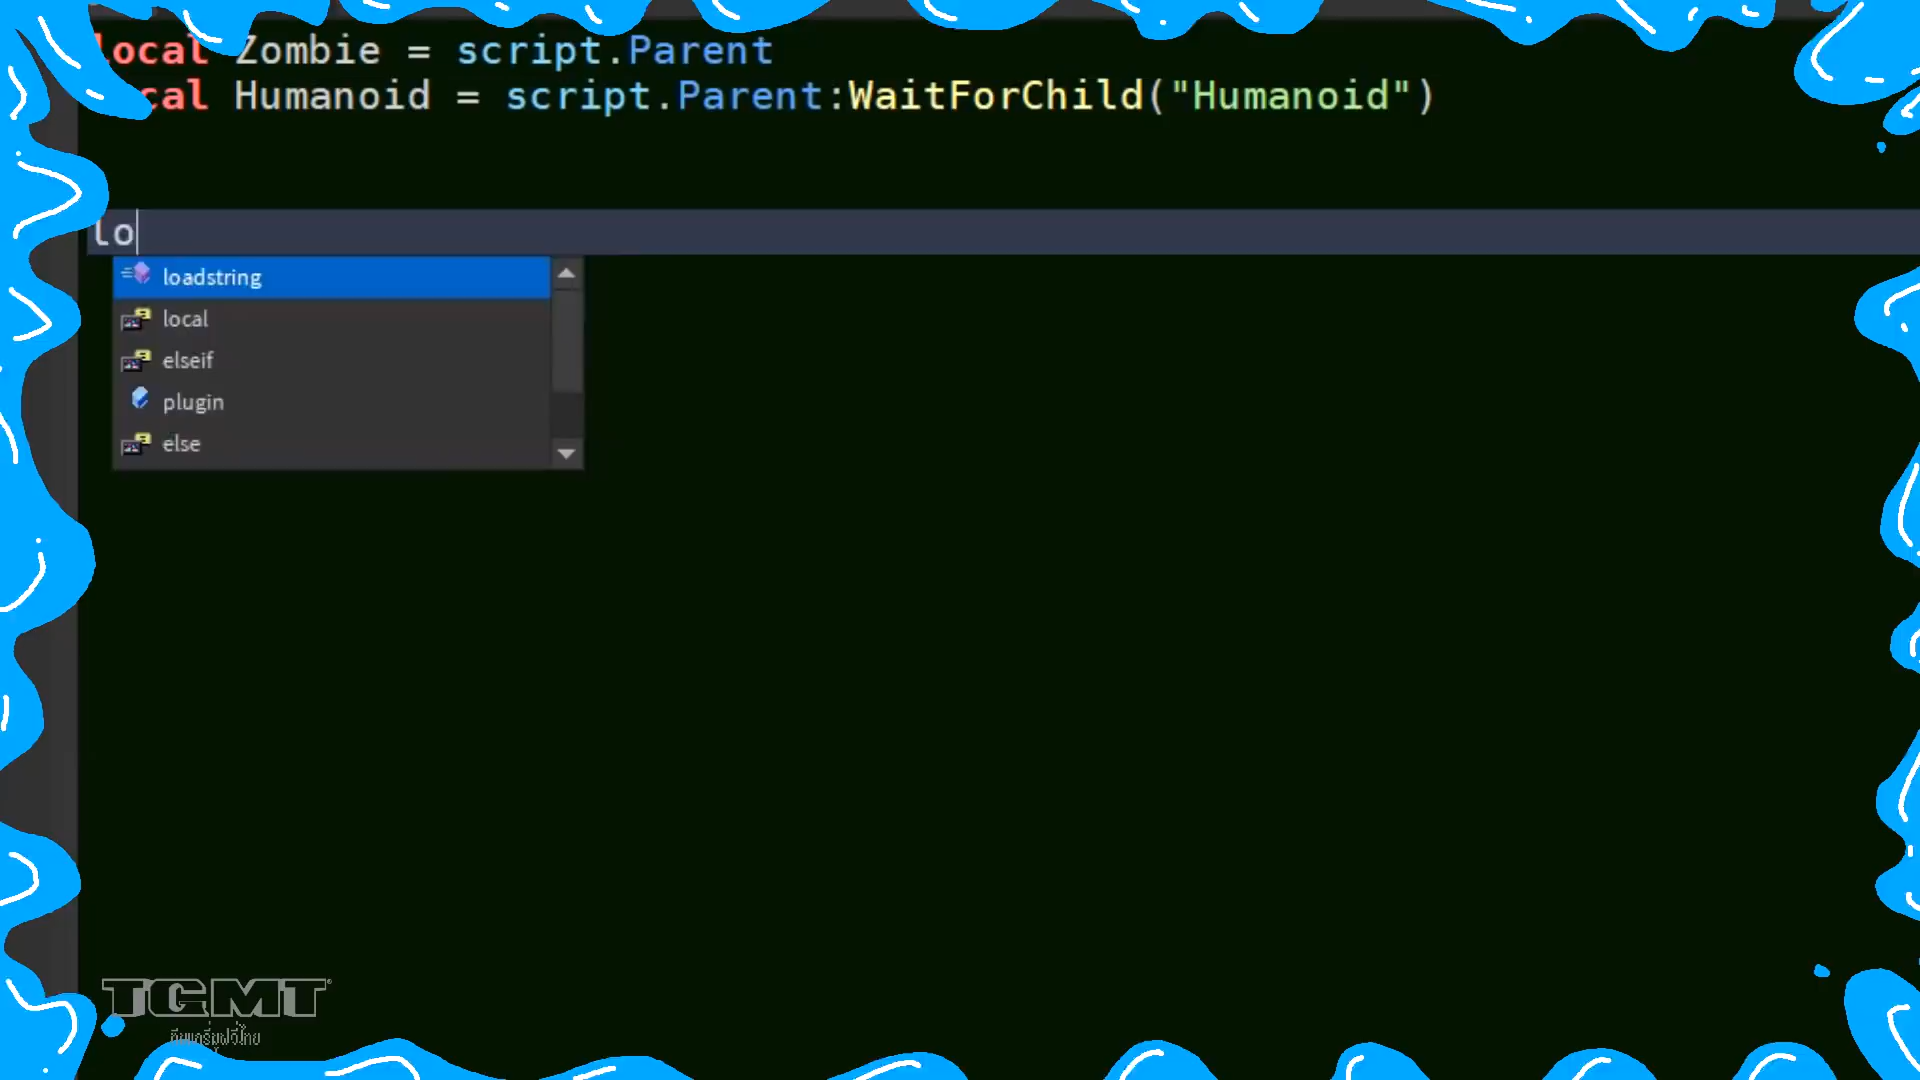 local Zombie = script.Parent
local Humanoid = script.Parent:WaitForChild("Humanoid")
lo
loadstring
local
elseif
plugin
else
TGMT